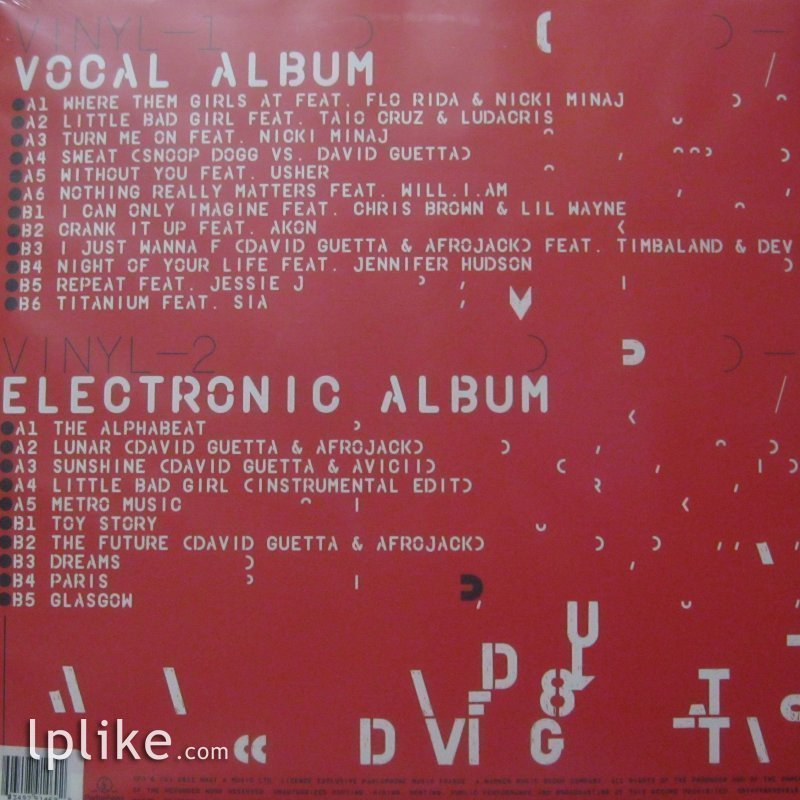 VINYL-1
VOCAL ALBUM
A1 WHERE THEM GIRLS AT FEAT. FLO RIDA & NICKI MINAJ
A2 LITTLE BAD GIRL FEAT. TAIO CRUZ & LUDACRIS
A3 TURN ME ON FEAT. NICKI MINAJ
A4 SWEAT (SNOOP DOGG VS. DAVID GUETTA)
A5 WITHOUT YOU FEAT. USHER
A6 NOTHING REALLY MATTERS FEAT. WILL.I.AM
B1 I CAN ONLY IMAGINE FEAT. CHRIS BROWN & LIL WAYNE
B2 CRANK IT UP FEAT. AKON
B3 I JUST WANNA F (DAVID GUETTA & AFROJACK) FEAT. TIMBALAND & DEV
B4 NIGHT OF YOUR LIFE FEAT. JENNIFER HUDSON
B5 REPEAT FEAT. JESSIE J
B6 TITANIUM FEAT. SIA
VINYL-2
ELECTRONIC ALBUM
A1 THE ALPHABEAT
A2 LUNAR (DAVID GUETTA & AFROJACK)
A3 SUNSHINE (DAVID GUETTA & AVICII)
A4 LITTLE BAD GIRL (INSTRUMENTAL EDIT)
A5 METRO MUSIC
B1 TOY STORY
B2 THE FUTURE (DAVID GUETTA & AFROJACK)
B3 DREAMS
B4 PARIS
B5 GLASGOW
lplike.com